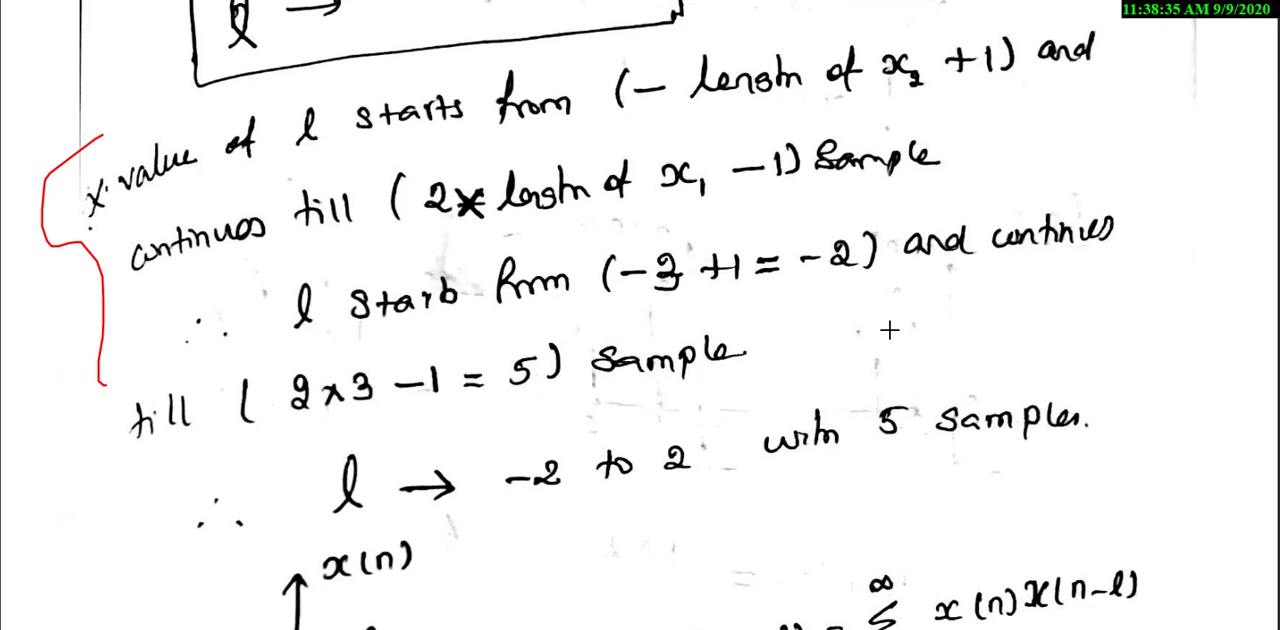 11:38:35 AM 9/9/2020
l →
* value of l starts from (- length of x₂ +1) and
continues till (2* length of x₁ -1) sample
∴ l starts from (-3 +1 = -2) and continues
till ( 2×3 -1 = 5) sample
∴ l → -2 to 2 with 5 samples.
x(n)
∞
Σ x(n) x(n-l)